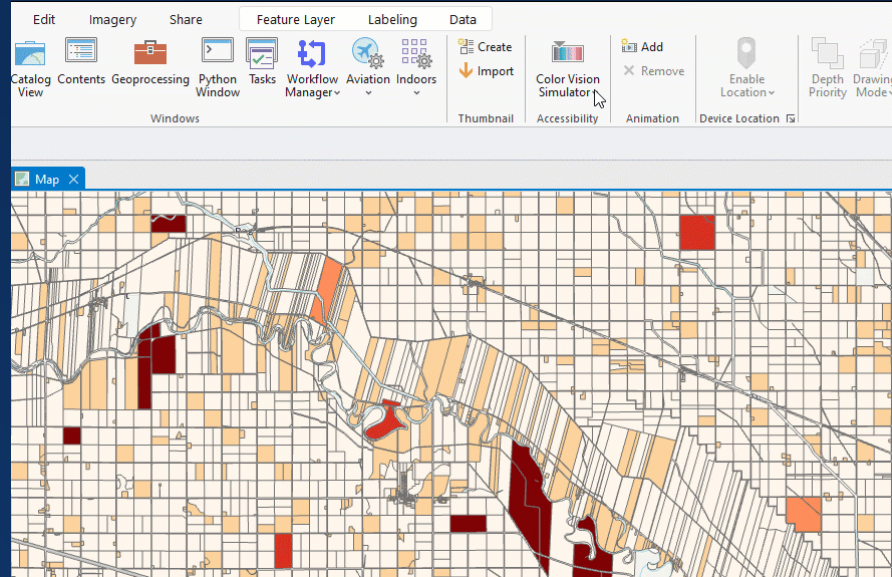 Edit Imagery Share Feature Layer Labeling Data
Catalog View
Contents
Geoprocessing
Python Window
Tasks
Workflow Manager
Aviation
Indoors
Windows
Create
Import
Thumbnail
Color Vision Simulator
Accessibility
Add
Remove
Animation
Enable Location
Device Location
Depth Priority
Drawing Mode
Map